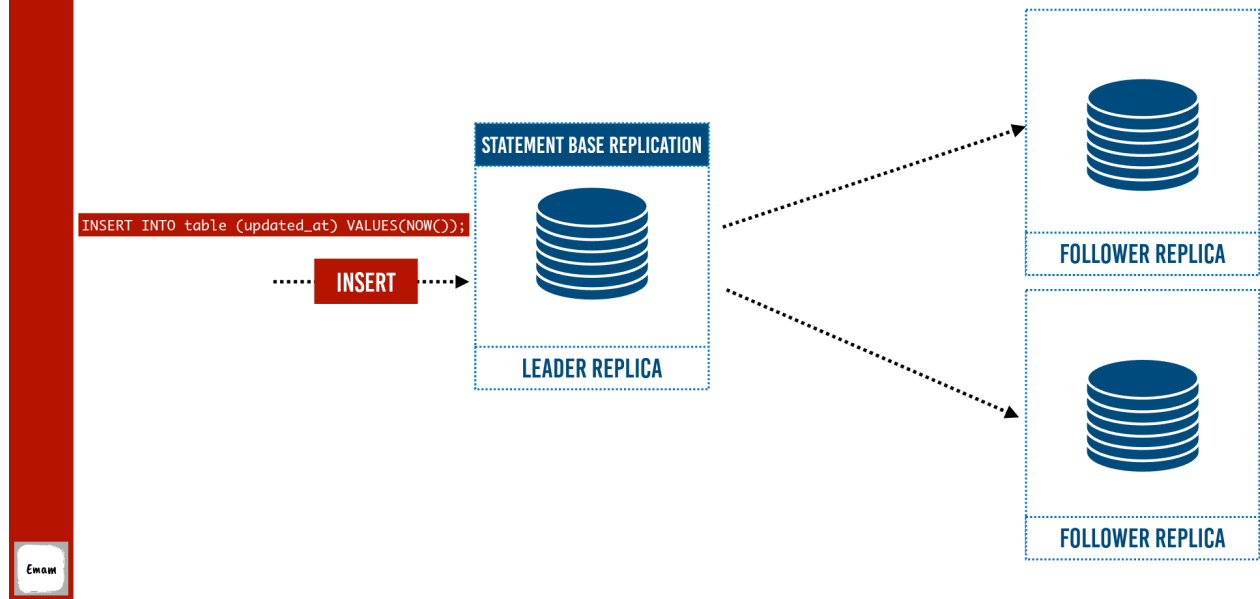 STATEMENT BASE REPLICATION
INSERT INTO table (updated_at) VALUES(NOW());
INSERT
LEADER REPLICA
FOLLOWER REPLICA
FOLLOWER REPLICA
Emam